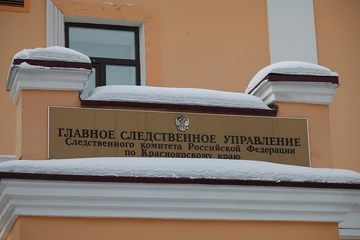 ГЛАВНОЕ СЛЕДСТВЕННОЕ УПРАВЛЕНИЕ
Следственного комитета Российской Федерации
по Красноярскому краю